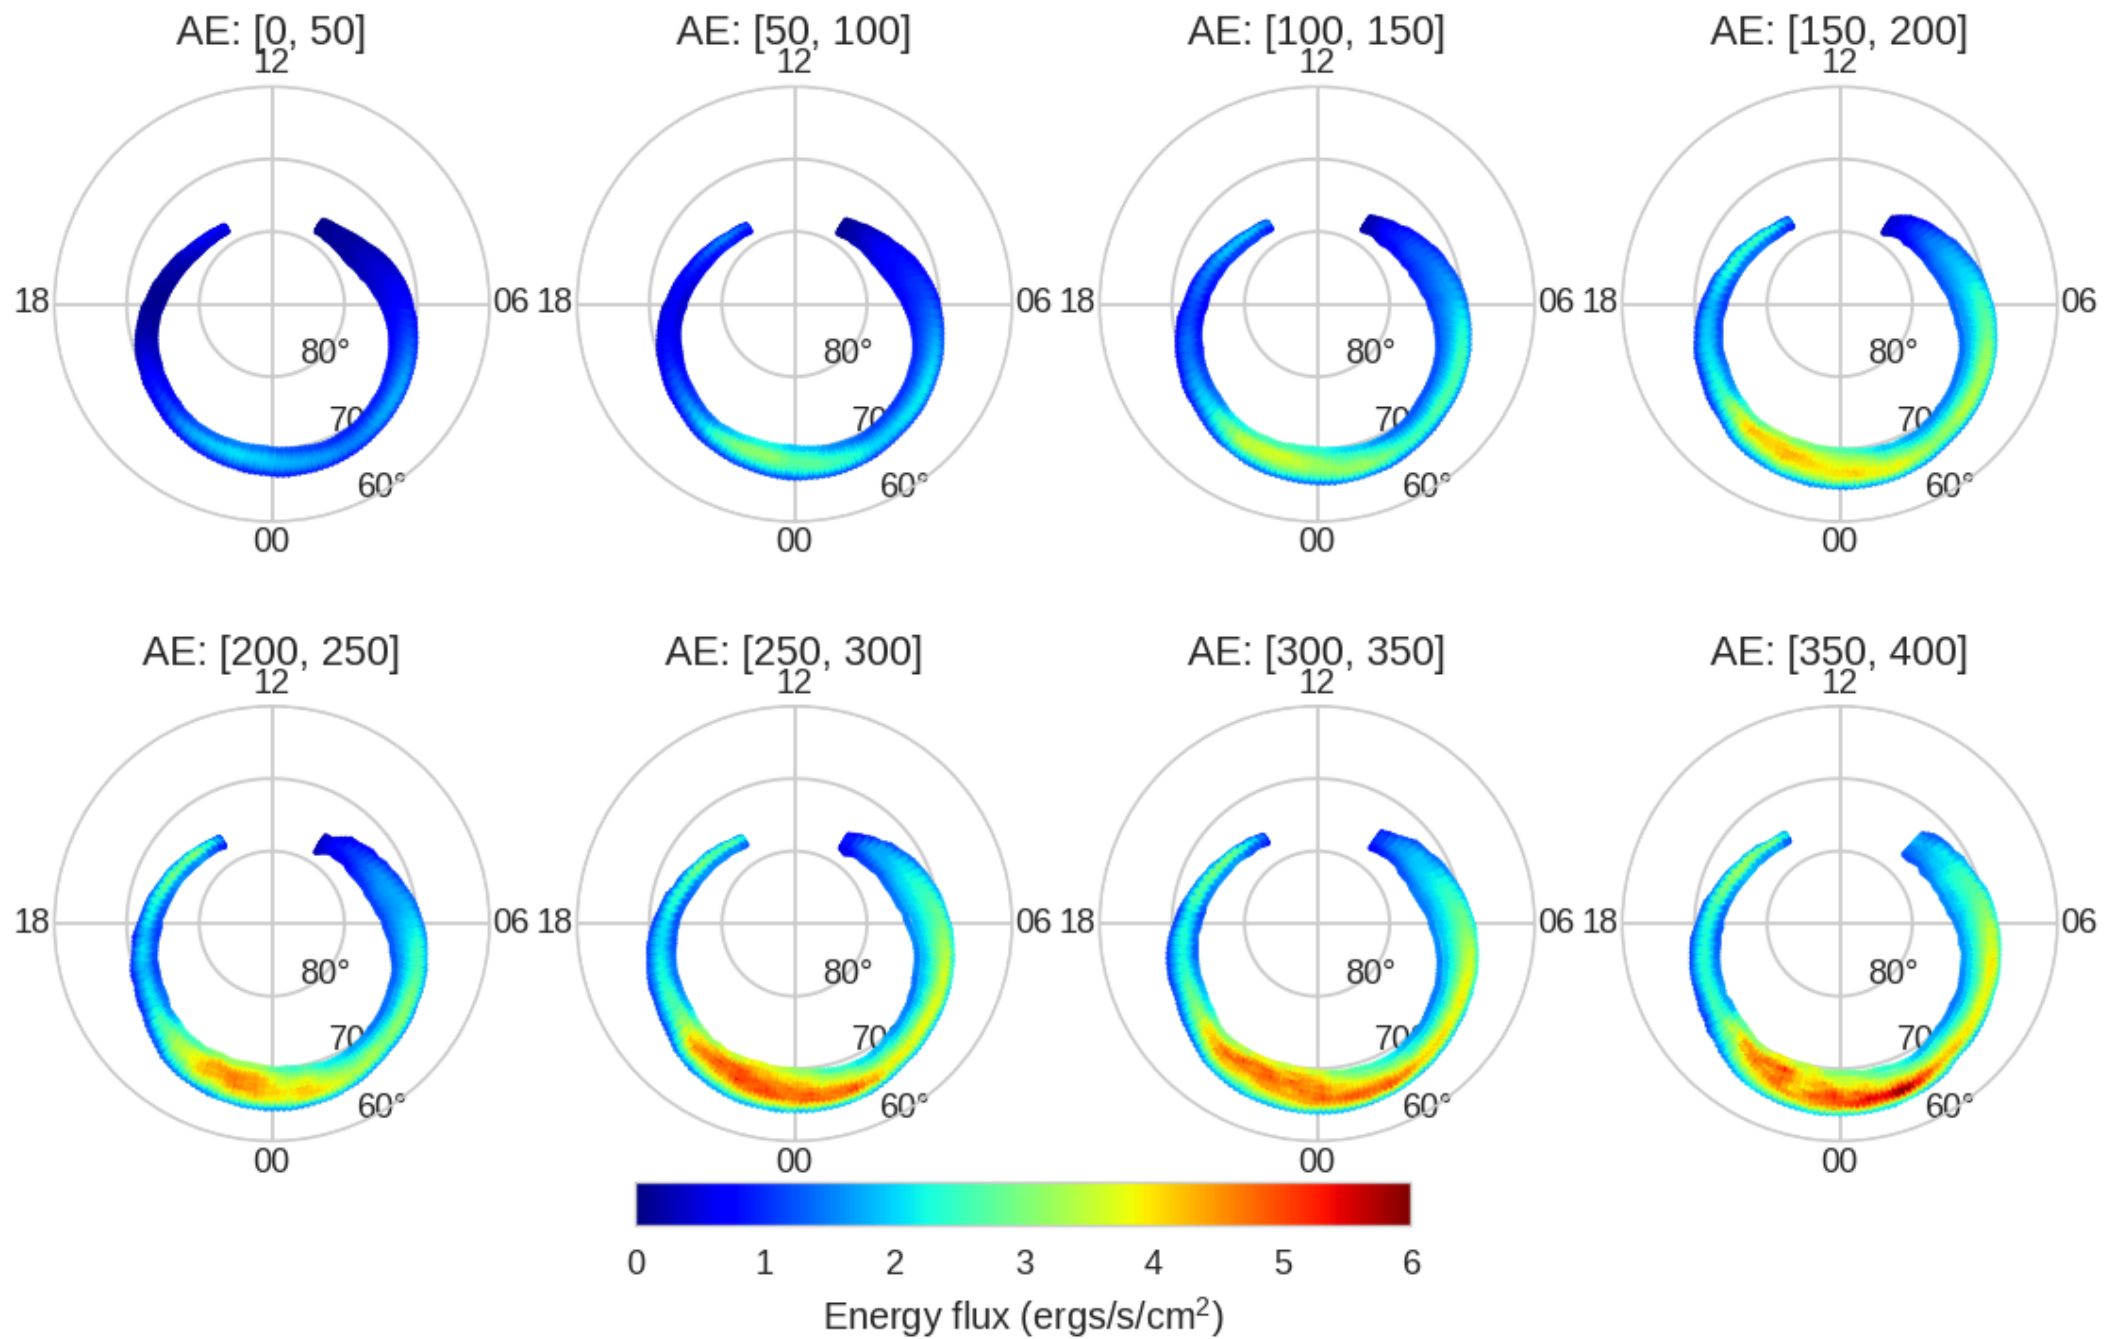 AE: [0, 50] AE: [50, 100] AE: [100, 150] AE: [150, 200]
12 12 12 12
18 06 18 06 18 06 18 06
80° 80° 80° 80°
70 70 70 70
60° 60° 60° 60°
00 00 00 00
AE: [200, 250] AE: [250, 300] AE: [300, 350] AE: [350, 400]
12 12 12 12
18 06 18 06 18 06 18 06
80° 80° 80° 80°
70 70 70 70
60° 60° 60° 60°
00 00 00 00
0 1 2 3 4 5 6
Energy flux (ergs/s/cm²)